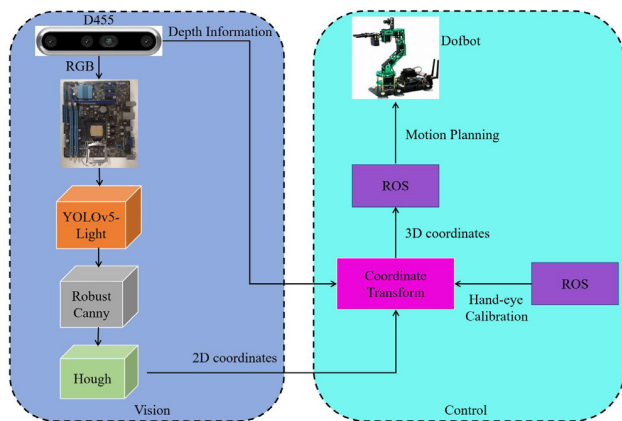 D455
Depth Information
RGB
YOLOv5-
Light
Robust
Canny
Hough
2D coordinates
Vision
Dofbot
Motion Planning
ROS
3D coordinates
Coordinate
Transform
ROS
Hand-eye
Calibration
Control